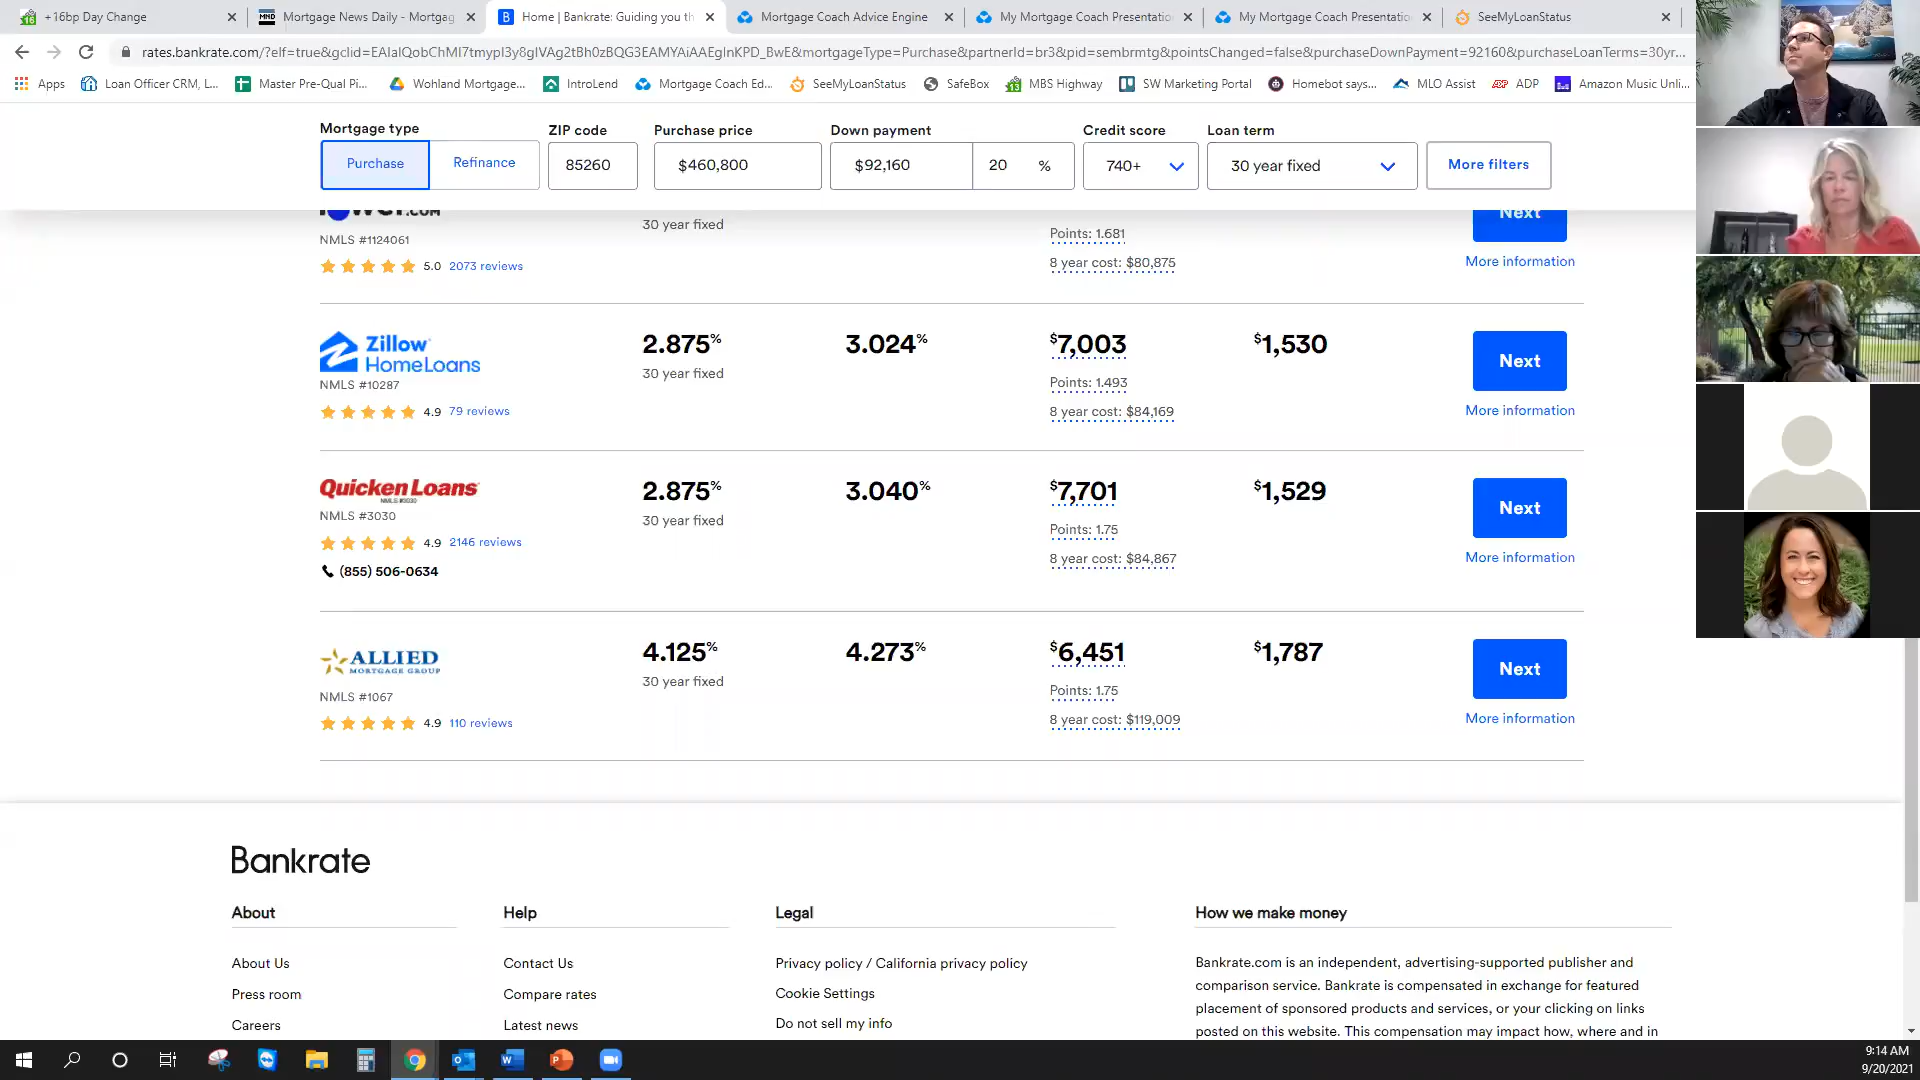 +16bp Day Change
Mortgage News Daily - Mortgag
Home | Bankrate: Guiding you th
Mortgage Coach Advice Engine
My Mortgage Coach Presentatio
My Mortgage Coach Presentatio
SeeMyLoanStatus
rates.bankrate.com/?elf=true&gclid=EAIaIQobChMI7tmypI3y8gIVAg2tBh0zBQG3EAMYAiAAEgInKPD_BwE&mortgageType=Purchase&partnerId=br3&pid=sembrmtg&pointsChanged=false&purchaseDownPayment=92160&purchaseLoanTerms=30yr...
Apps
Loan Officer CRM, L...
Master Pre-Qual Pi...
Wohland Mortgage...
IntroLend
Mortgage Coach Ed...
SeeMyLoanStatus
SafeBox
MBS Highway
SW Marketing Portal
Homebot says...
MLO Assist
ADP
Amazon Music Unli...
Mortgage type
ZIP code
Purchase price
Down payment
Credit score
Loan term
Purchase
Refinance
85260
$460,800
$92,160
20 %
740+
30 year fixed
More filters
NMLS #1124061
5.0 2073 reviews
30 year fixed
Points: 1.681
8 year cost: $80,875
Next
More information
Zillow
HomeLoans
NMLS #10287
4.9 79 reviews
2.875%
30 year fixed
3.024%
$7,003
Points: 1.493
8 year cost: $84,169
$1,530
Next
More information
Quicken Loans
NMLS #3030
NMLS #3030
4.9 2146 reviews
(855) 506-0634
2.875%
30 year fixed
3.040%
$7,701
Points: 1.75
8 year cost: $84,867
$1,529
Next
More information
ALLIED
MORTGAGE GROUP
NMLS #1067
4.9 110 reviews
4.125%
30 year fixed
4.273%
$6,451
Points: 1.75
8 year cost: $119,009
$1,787
Next
More information
Bankrate
About
About Us
Press room
Careers
Help
Contact Us
Compare rates
Latest news
Legal
Privacy policy / California privacy policy
Cookie Settings
Do not sell my info
How we make money
Bankrate.com is an independent, advertising-supported publisher and
comparison service. Bankrate is compensated in exchange for featured
placement of sponsored products and services, or your clicking on links
posted on this website. This compensation may impact how, where and in
9:14 AM
9/20/2021